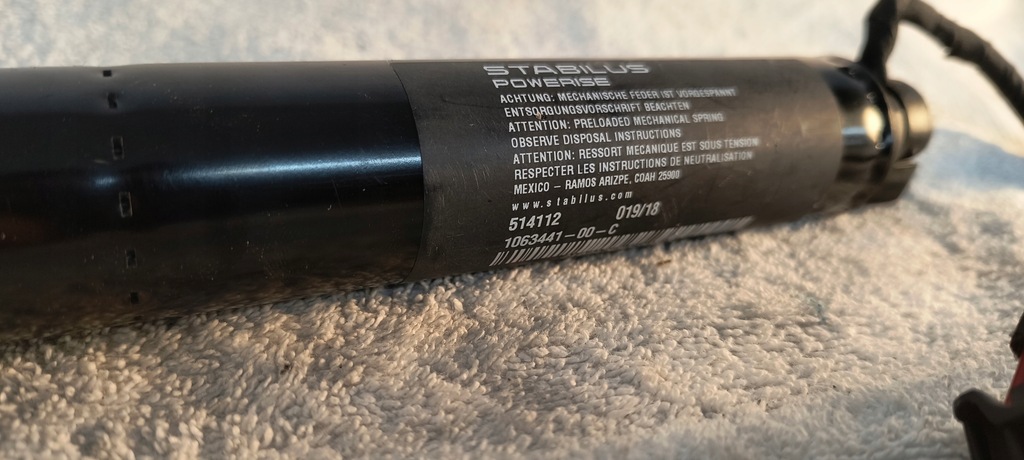 STABILUS
POWERISE
ACHTUNG: MECHANISCHE FEDER IST VORGESPANNT
ENTSORGUNGSVORSCHRIFT BEACHTEN
ATTENTION: PRELOADED MECHANICAL SPRING
OBSERVE DISPOSAL INSTRUCTIONS
ATTENTION: RESSORT MECANIQUE EST SOUS TENSION
RESPECTER LES INSTRUCTIONS DE NEUTRALISATION
MEXICO – RAMOS ARIZPE, COAH 25900
www.stabilus.com
514112 019/18
1063441-00-C